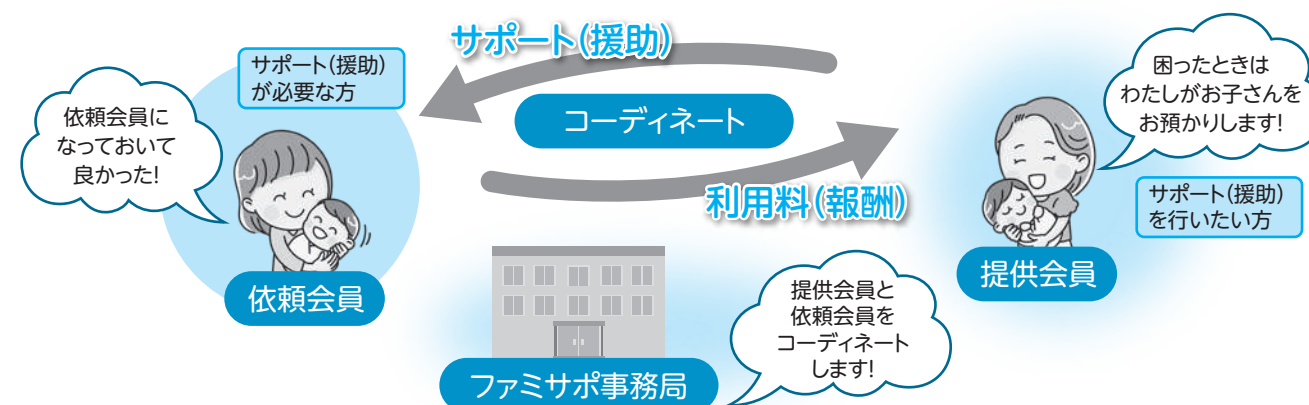 サポート(援助)
サポート(援助)
が必要な方
依頼会員に
なっておいて
良かった!
依頼会員
コーディネート
利用料(報酬)
困ったときは
わたしがお子さんを
お預かりします!
サポート(援助)
を行いたい方
提供会員
提供会員と
依頼会員を
コーディネート
します!
ファミサポ事務局